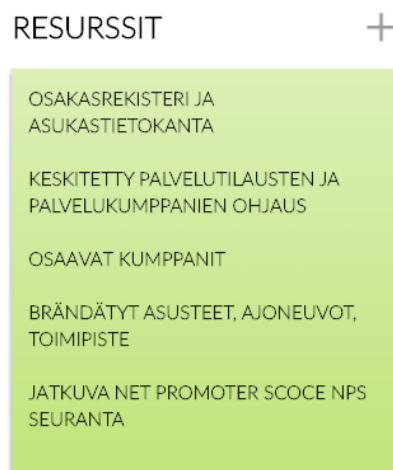 RESURSSIT
OSAKASREKISTERI JA
ASUKASTIETOKANTA
KESKITETTY PALVELUTILAUSTEN JA
PALVELUKUMPPANIEN OHJAUS
OSAAVAT KUMPPANIT
BRÄNDÄTYT ASUSTEET, AJONEUVOT,
TOIMIPISTE
JATKUVA NET PROMOTER SCOCE NPS
SEURANTA